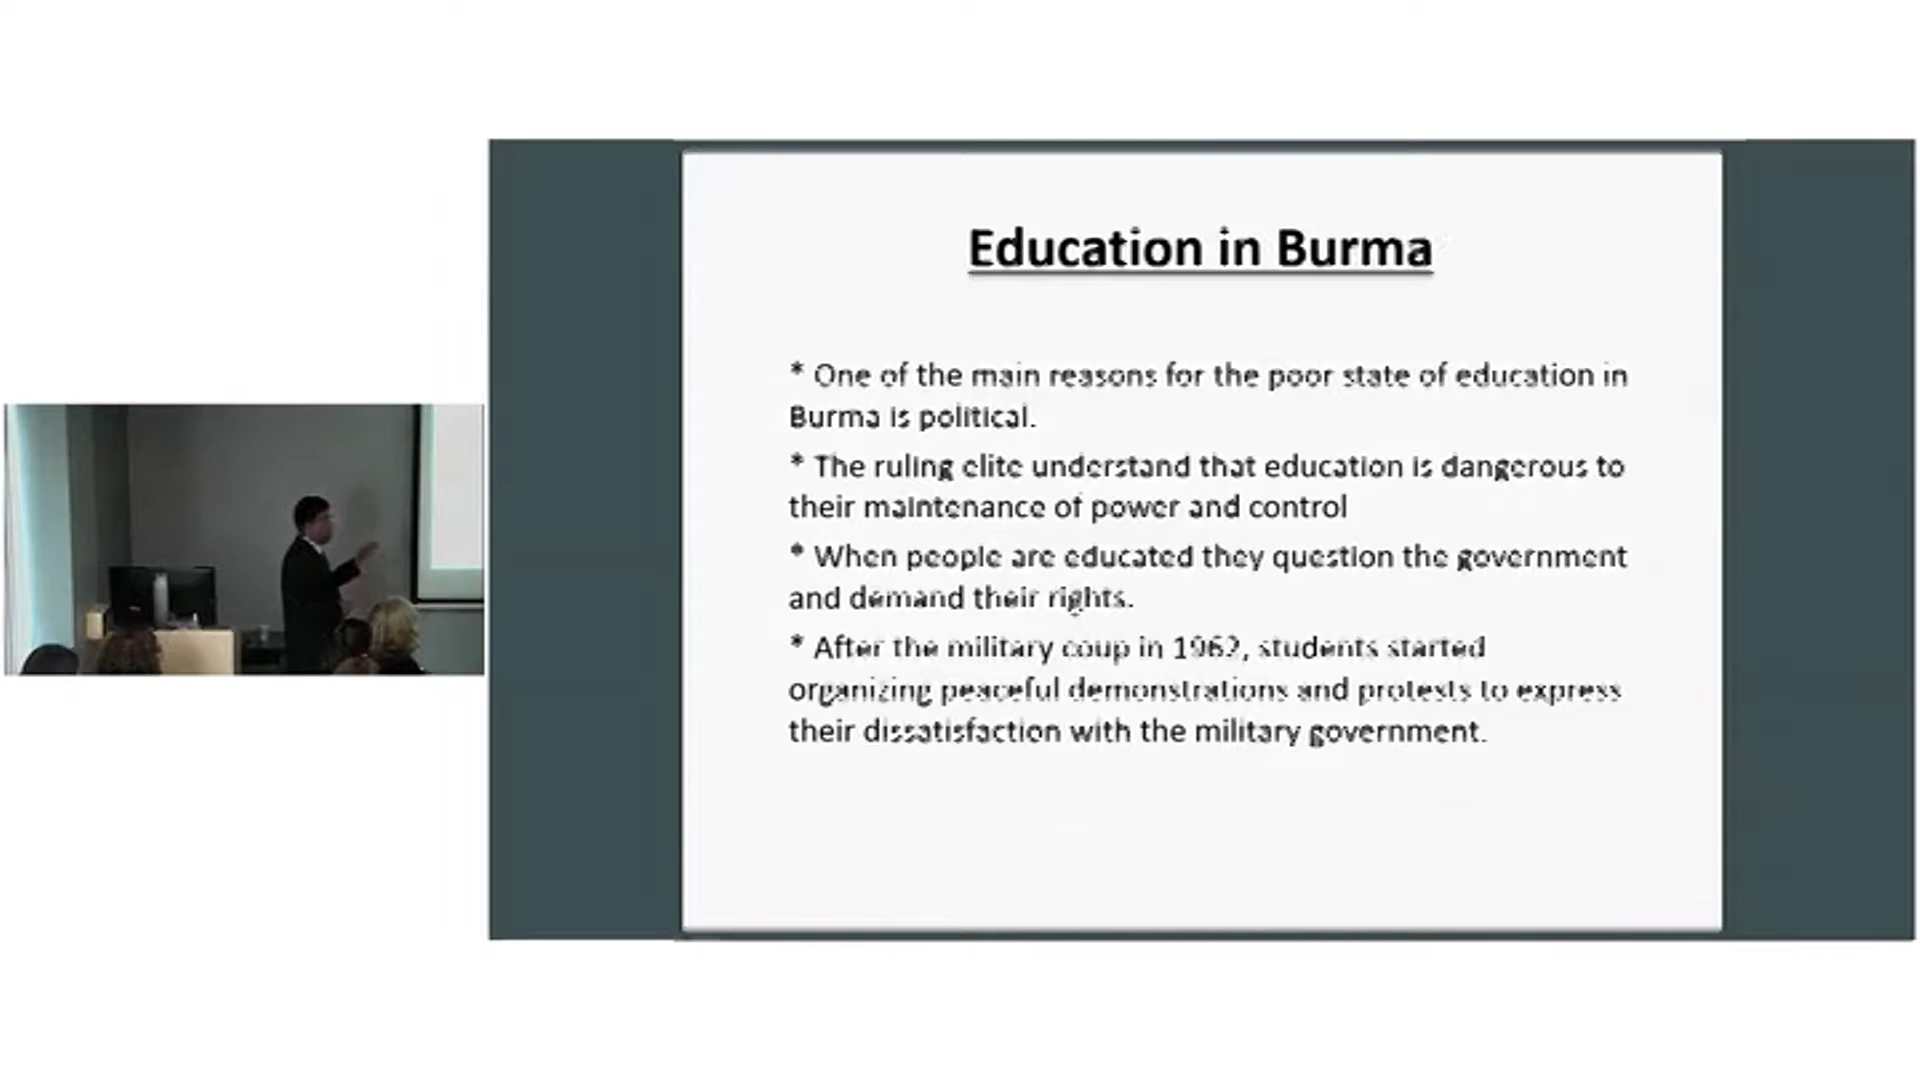 Education in Burma
* One of the main reasons for the poor state of education in
Burma is political.
* The ruling elite understand that education is dangerous to
their maintenance of power and control
* When people are educated they question the government
and demand their rights.
* After the military coup in 1962, students started
organizing peaceful demonstrations and protests to express
their dissatisfaction with the military government.